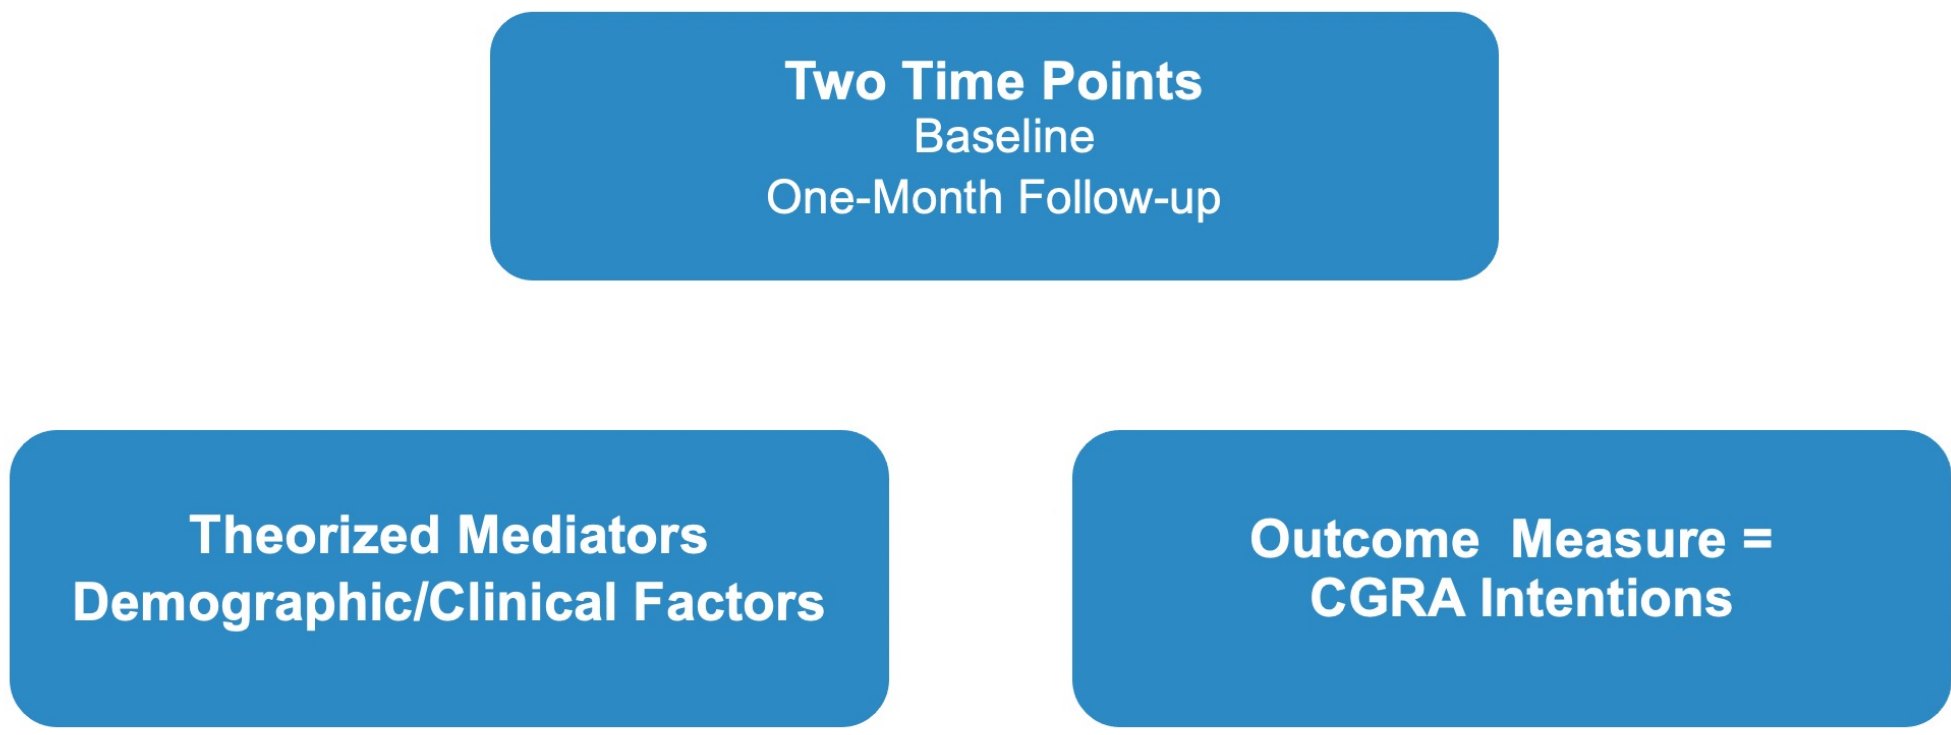 Two Time Points
Baseline
One-Month Follow-up
Theorized Mediators
Demographic/Clinical Factors
Outcome  Measure =
CGRA Intentions